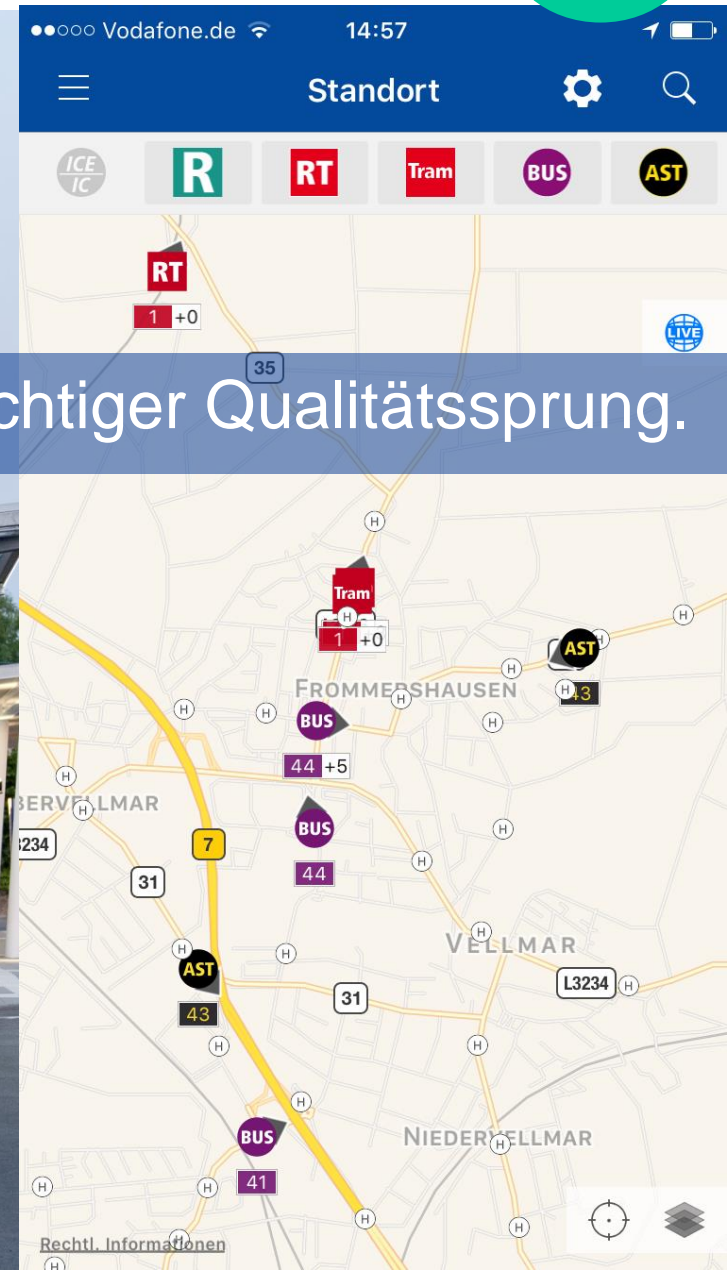 Vodafone.de 14:57
Standort
ICE IC R RT Tram BUS AST
RT
1 +0
LIVE
35
chtiger Qualitätssprung.
H
Tram
H
1 +0
H
AST
H
H
43
FROMMERSHAUSEN
H
H
H
H
BUS
44 +5
H
BERVELLMAR
H
BUS
H
3234
7
44
H
31
VELLMAR
H
H
H
AST
L3234
H
31
43
H
H
H
BUS
NIEDERVELLMAR
H
41
H
H
H
H
Rechtl. Informationen
H
H